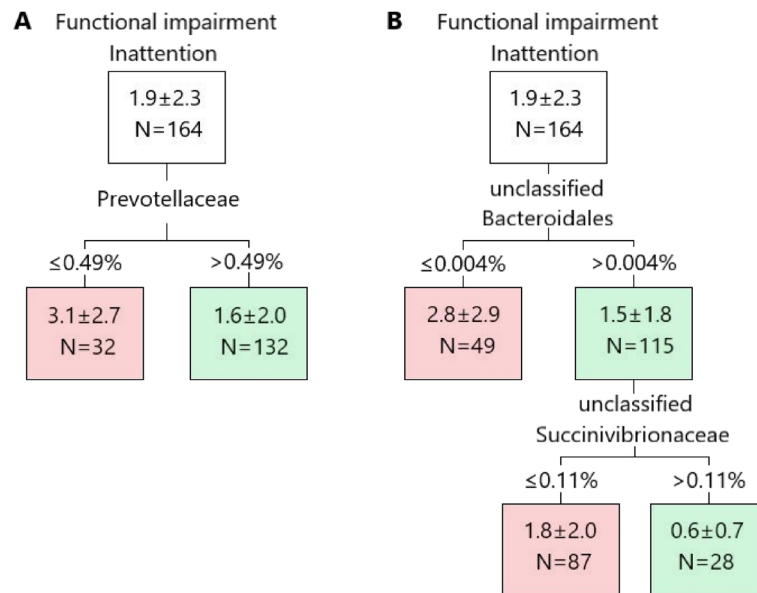 A Functional impairment
Inattention
1.9±2.3
N=164
Prevotellaceae
≤0.49% >0.49%
3.1±2.7 1.6±2.0
N=32 N=132
B Functional impairment
Inattention
1.9±2.3
N=164
unclassified
Bacteroidales
≤0.004% >0.004%
2.8±2.9 1.5±1.8
N=49 N=115
unclassified
Succinivibrionaceae
≤0.11% >0.11%
1.8±2.0 0.6±0.7
N=87 N=28